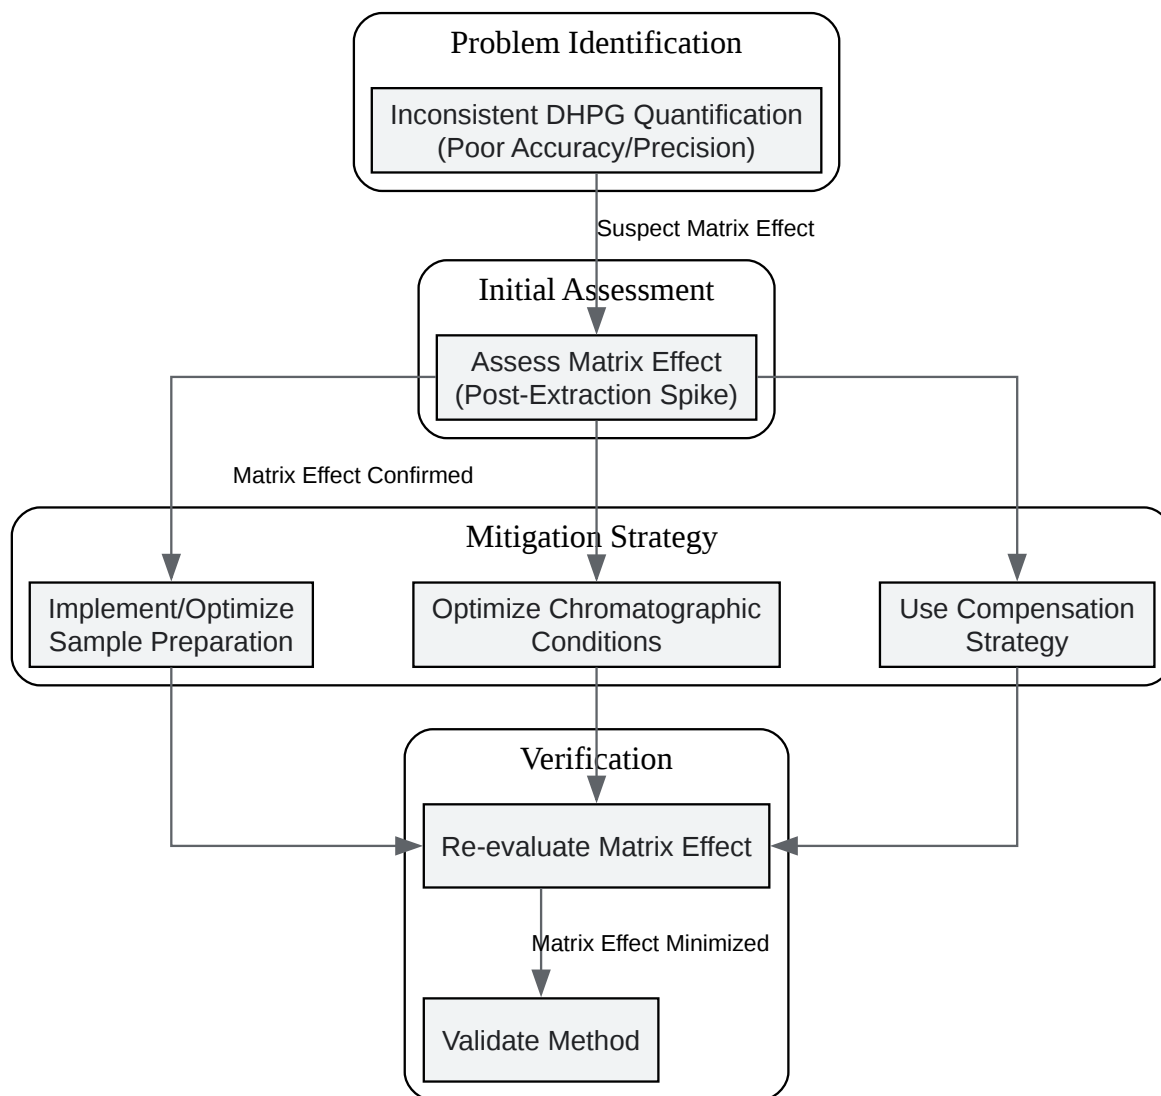 Problem Identification
Inconsistent DHPG Quantification
(Poor Accuracy/Precision)
Suspect Matrix Effect
Initial Assessment
Assess Matrix Effect
(Post-Extraction Spike)
Matrix Effect Confirmed
Mitigation Strategy
Implement/Optimize
Sample Preparation
Optimize Chromatographic
Conditions
Use Compensation
Strategy
Verification
Re-evaluate Matrix Effect
Matrix Effect Minimized
Validate Method